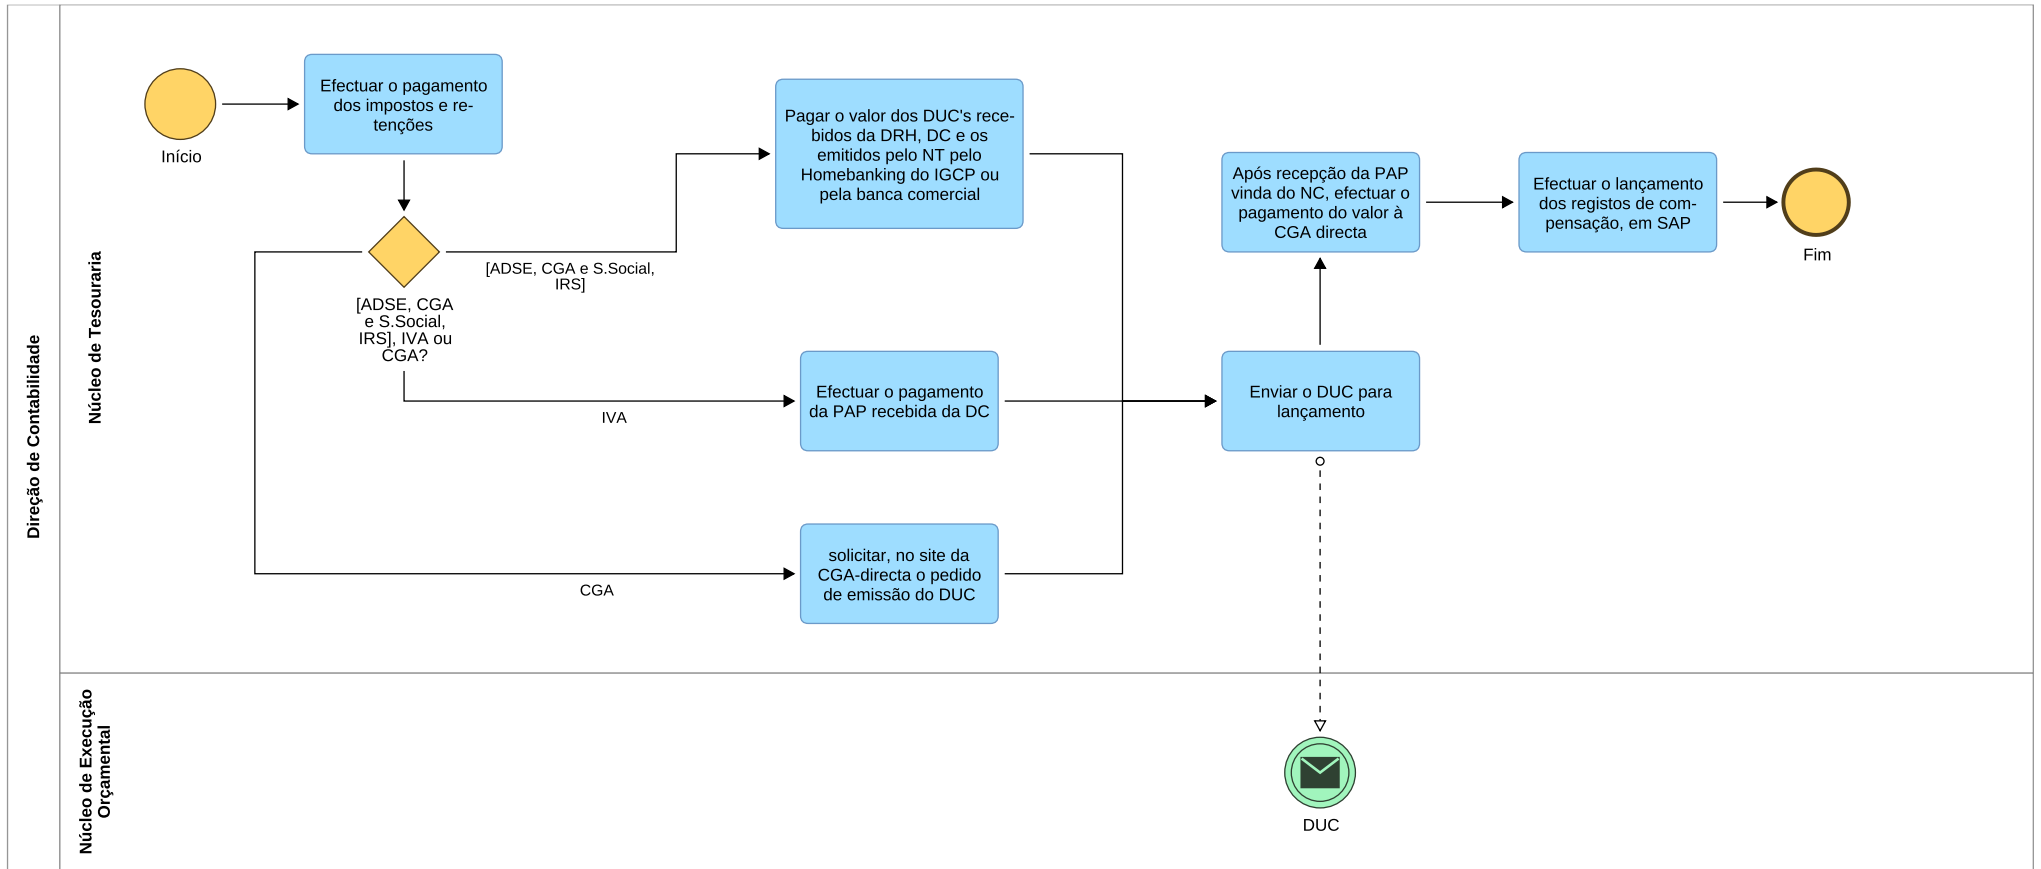 Direção de Contabilidade
Núcleo de Tesouraria
Início
Efectuar o pagamento
dos impostos e re-
tenções
[ADSE, CGA
e S.Social,
IRS], IVA ou
CGA?
[ADSE, CGA e S.Social,
IRS]
IVA
CGA
Pagar o valor dos DUC's rece-
bidos da DRH, DC e os
emitidos pelo NT pelo
Homebanking do IGCP ou
pela banca comercial
Efectuar o pagamento
da PAP recebida da DC
solicitar, no site da
CGA-directa o pedido
de emissão do DUC
Enviar o DUC para
lançamento
Após recepção da PAP
vinda do NC, efectuar o
pagamento do valor à
CGA directa
Efectuar o lançamento
dos registos de com-
pensação, em SAP
Fim
Núcleo de Execução
Orçamental
DUC